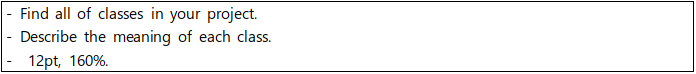 - Find all of classes in your project.
- Describe the meaning of each class.
- 12pt, 160%.